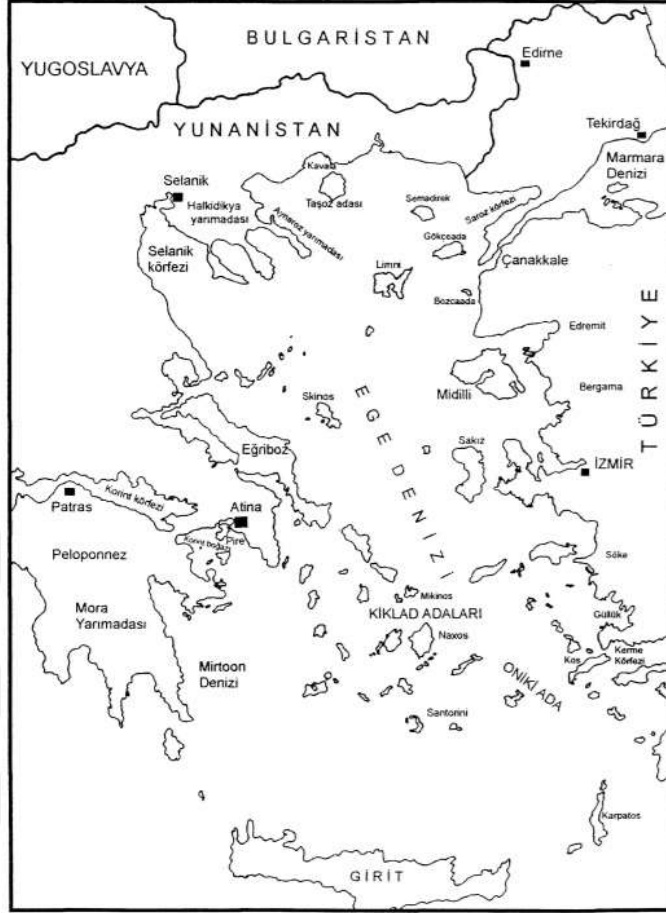 BULGARİSTAN
YUGOSLAVYA
Edirne
YUNANİSTAN
Tekirdağ
Marmara
Denizi
Kavala
Selanik
Taşoz adası
Halkidikya
yarımadası
Aynaroz yarımadası
Semadirek
Saroz körfezi
Gökçeada
Selanik
körfezi
Limni
Çanakkale
Bozcaada
TÜRKİYE
Edremit
Midilli
Bergama
Skinos
EGE DENİZİ
Eğriboz
Sakız
İZMİR
Korint körfezi
Patras
Atina
Korint boğazı
Pire
Peloponnez
Söke
Mora
Yarımadası
Mikinos
KİKLAD ADALARI
Güllük
Naxos
Kerme
Körfezi
Kos
Mirtoon
Denizi
ONİKİ ADA
Santorini
Karpatos
GİRİT